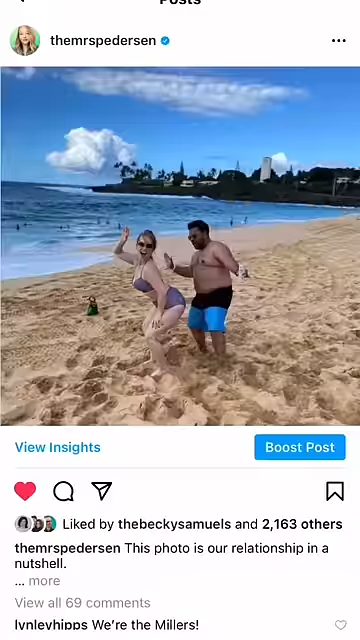 Posts
themrspedersen
View Insights
Boost Post
Liked by thebeckysamuels and 2,163 others
themrspedersen This photo is our relationship in a
nutshell.
... more
View all 69 comments
lynleyhipps We're the Millers!